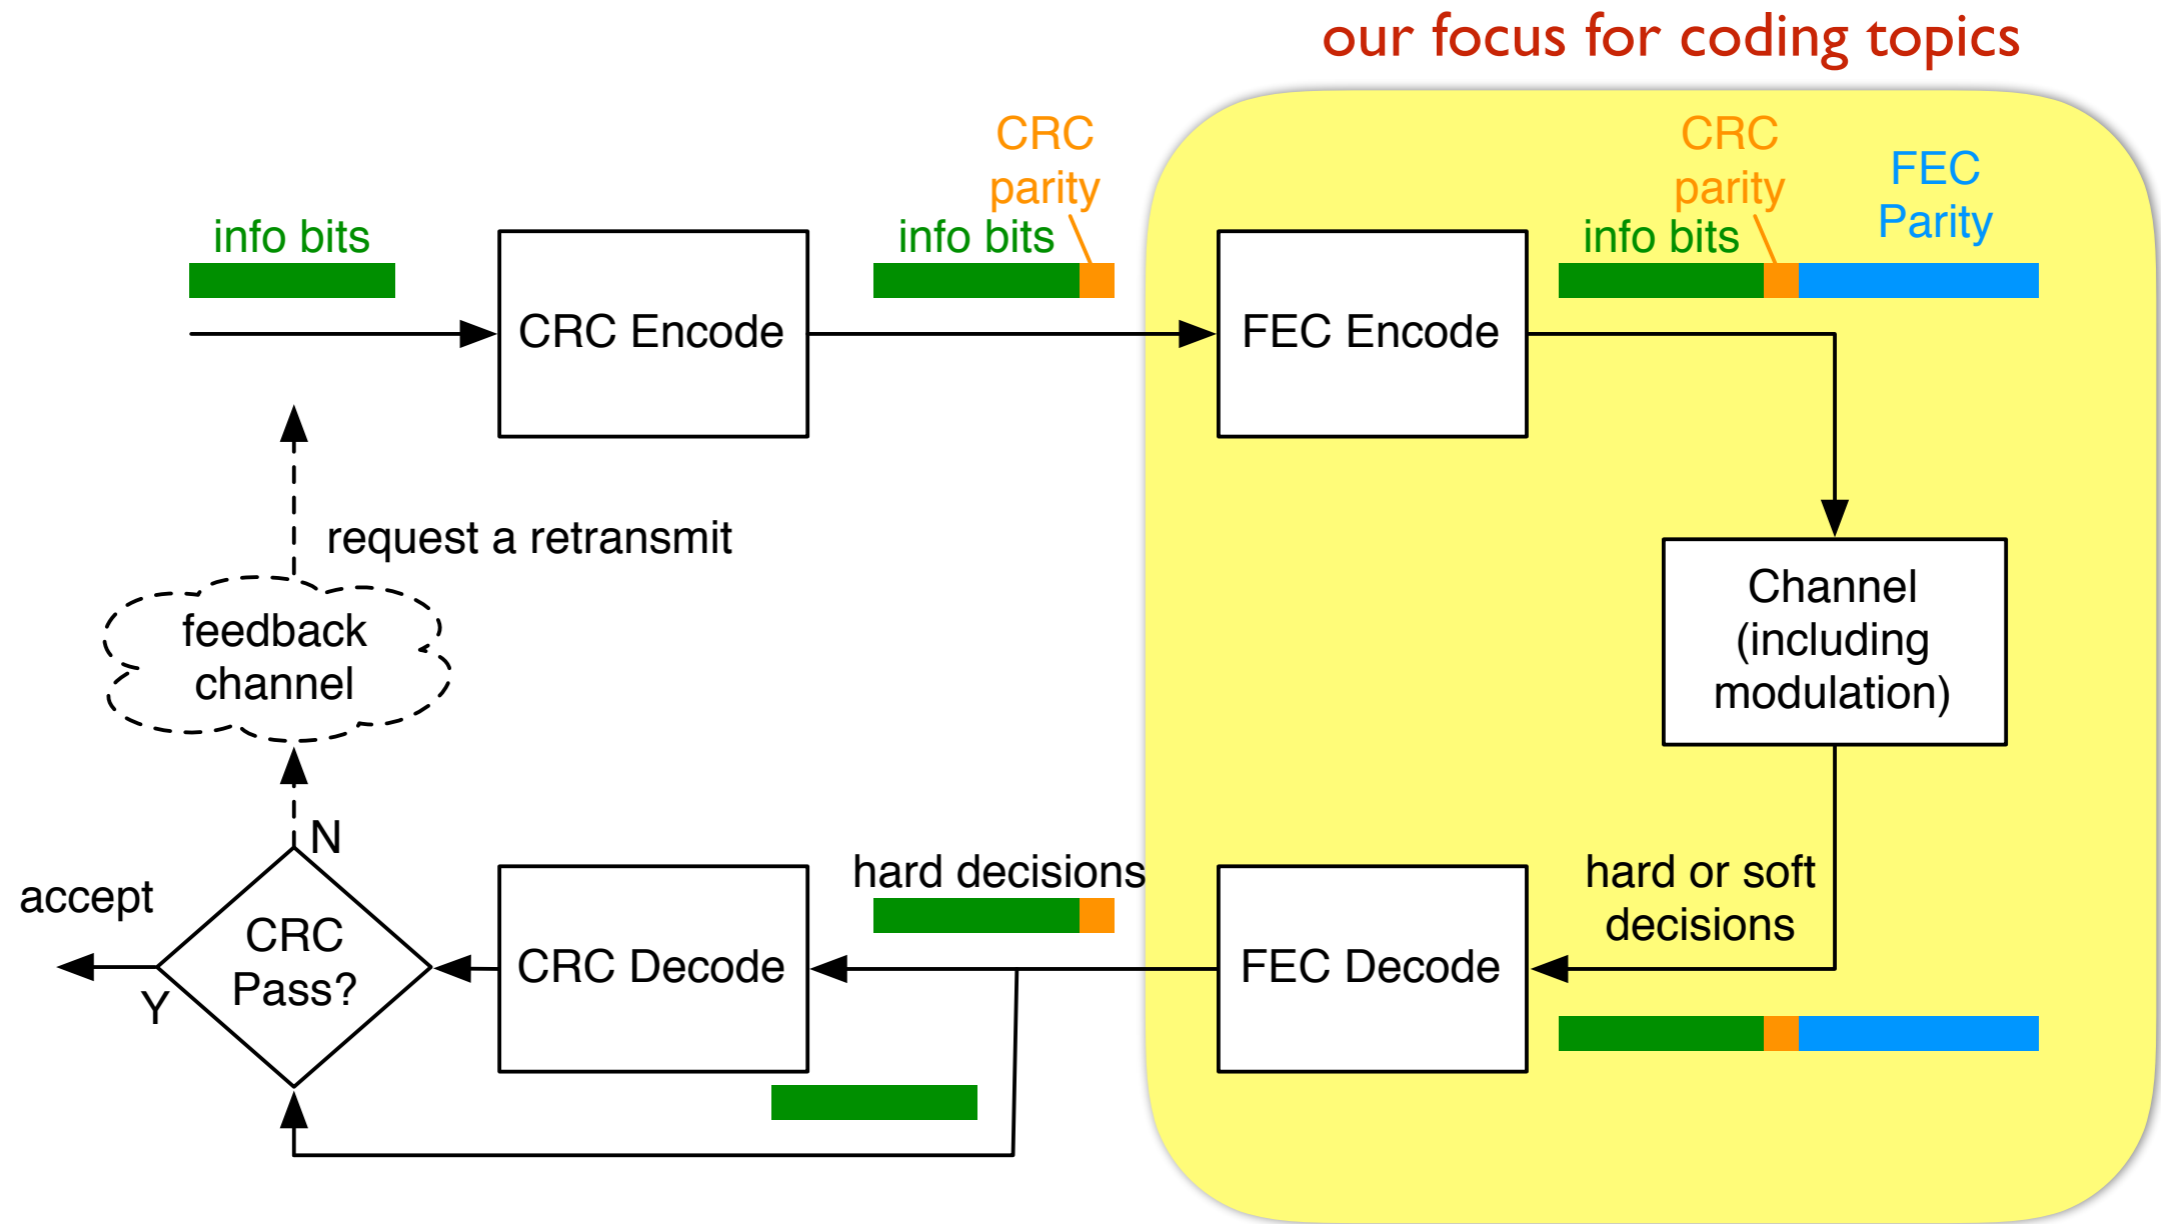 our focus for coding topics
CRC
parity
CRC
parity
FEC
Parity
info bits
info bits
info bits
CRC Encode
FEC Encode
request a retransmit
feedback
channel
Channel
(including
modulation)
N
accept
CRC
Pass?
Y
CRC Decode
hard decisions
FEC Decode
hard or soft
decisions